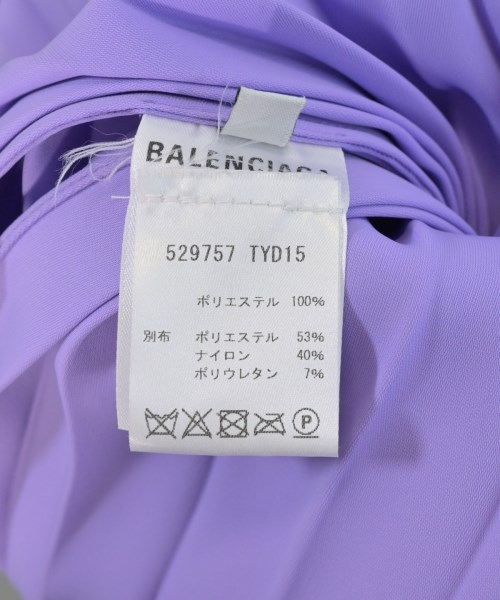 BALENCIAGA
529757 TYD15
ポリエステル 100%
別布 ポリエステル 53%
ナイロン 40%
ポリウレタン 7%
P